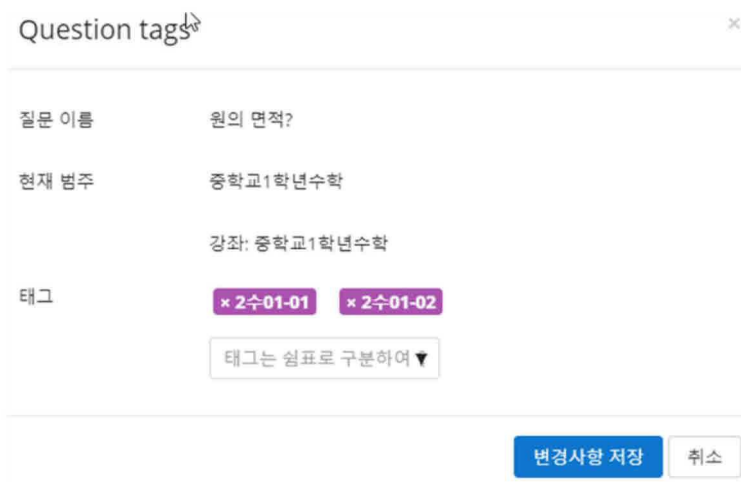 Question tags
×
질문 이름 원의 면적?
현재 범주 중학교1학년수학
강좌: 중학교1학년수학
태그 × 2수01-01 × 2수01-02
태그는 쉼표로 구분하여
변경사항 저장 취소